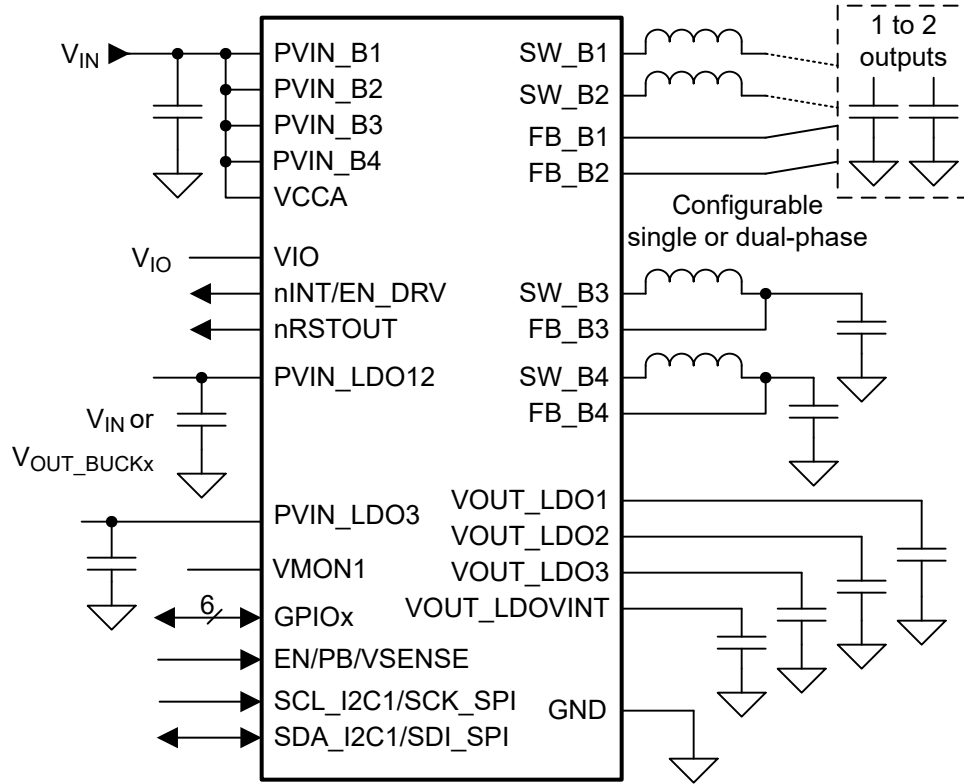 V_IN
PVIN_B1
PVIN_B2
PVIN_B3
PVIN_B4
VCCA
V_IO
VIO
nINT/EN_DRV
nRSTOUT
PVIN_LDO12
V_IN or
V_OUT_BUCKx
PVIN_LDO3
VMON1
6
GPIOx
EN/PB/VSENSE
SCL_I2C1/SCK_SPI
SDA_I2C1/SDI_SPI
SW_B1
SW_B2
FB_B1
FB_B2
1 to 2
outputs
Configurable
single or dual-phase
SW_B3
FB_B3
SW_B4
FB_B4
VOUT_LDO1
VOUT_LDO2
VOUT_LDO3
VOUT_LDOVINT
GND